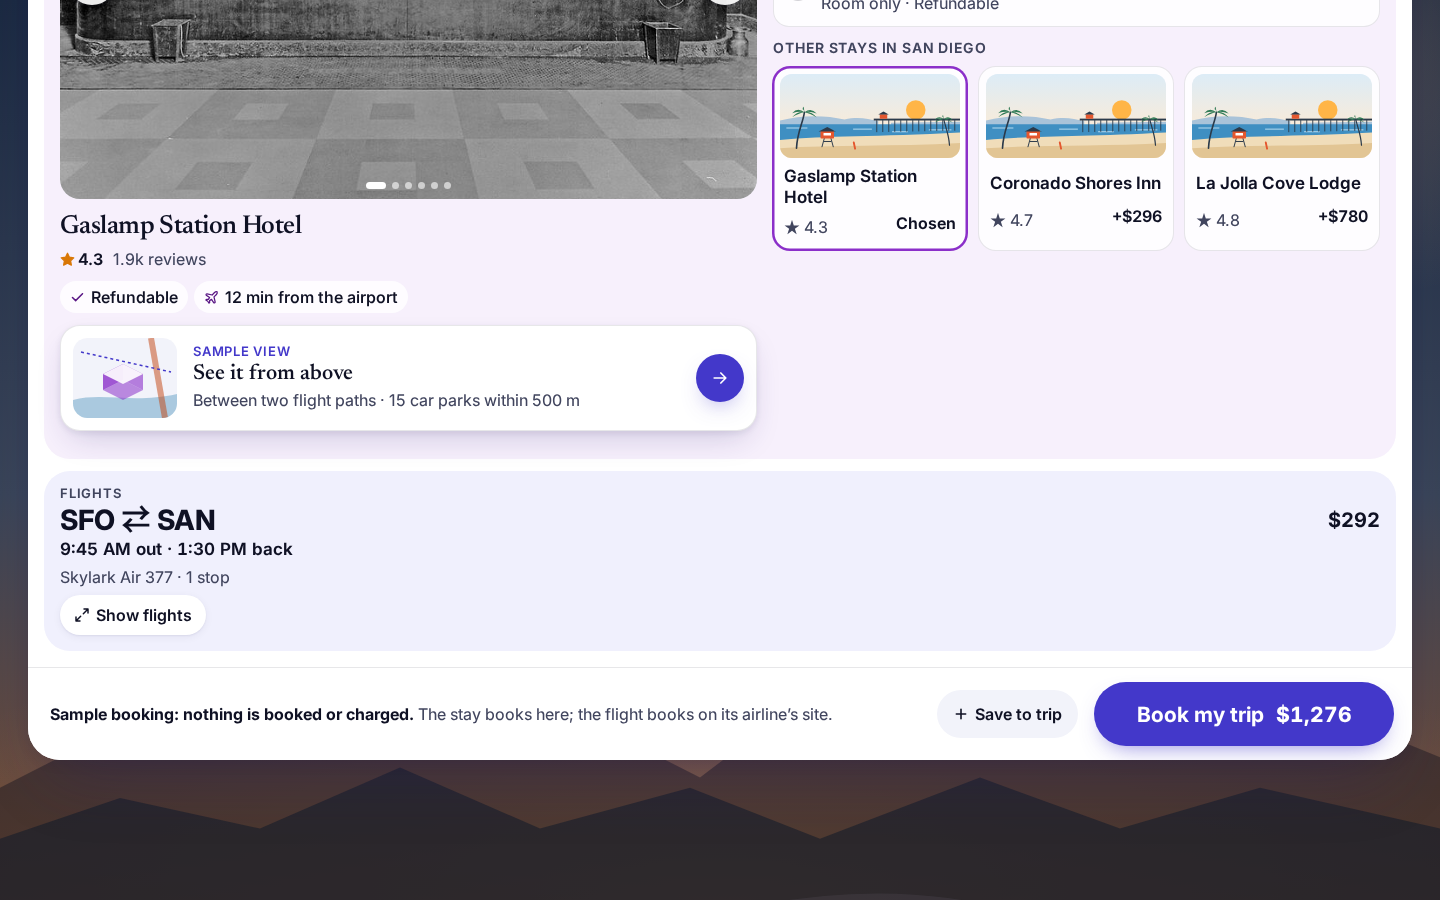 Room only · Refundable
OTHER STAYS IN SAN DIEGO
Gaslamp Station
Hotel
★ 4.3 Chosen
Coronado Shores Inn
★ 4.7 +$296
La Jolla Cove Lodge
★ 4.8 +$780
Gaslamp Station Hotel
4.3 1.9k reviews
Refundable
12 min from the airport
SAMPLE VIEW
See it from above
Between two flight paths · 15 car parks within 500 m
FLIGHTS
SFO ⇄ SAN $292
9:45 AM out · 1:30 PM back
Skylark Air 377 · 1 stop
Show flights
Sample booking: nothing is booked or charged. The stay books here; the flight books on its airline’s site.
+ Save to trip
Book my trip $1,276